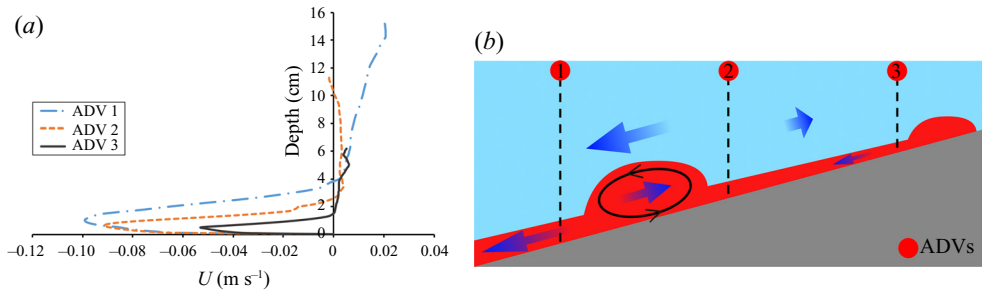 (a)
16
14
12
10
8
6
4
2
0
Depth (cm)
ADV 1
ADV 2
ADV 3
–0.12 –0.10 –0.08 –0.06 –0.04 –0.02 0 0.02 0.04
U (m s⁻¹)
(b)
1 2 3
ADVs